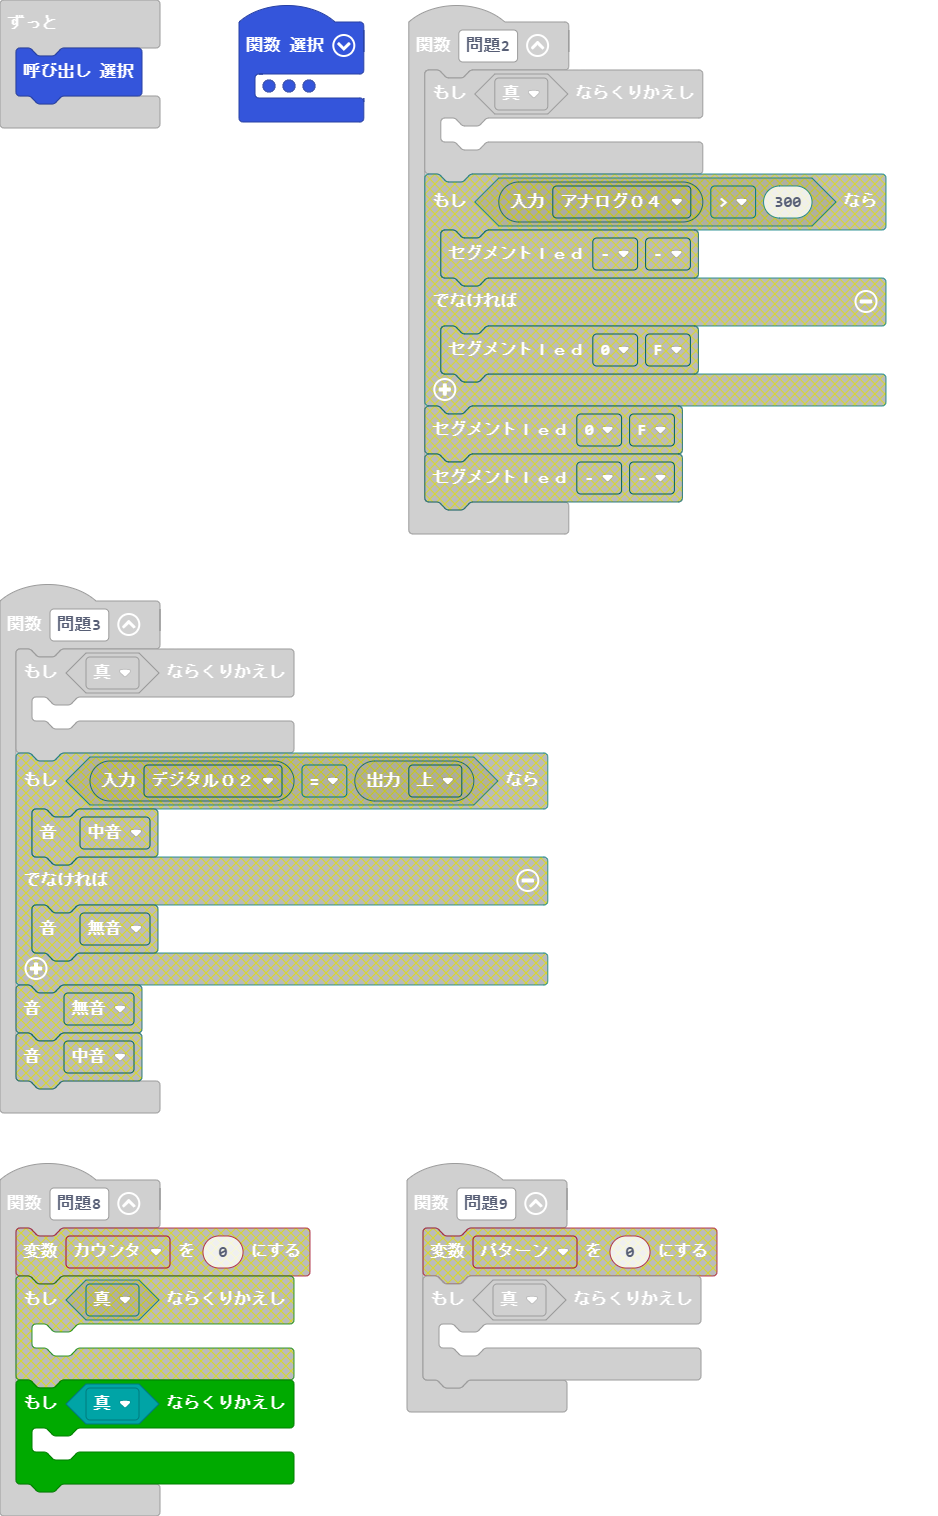 ずっと
呼び出し 選択
関数 選択
関数 問題2
もし 真 ならくりかえし
もし 入力 アナログ０４ > 300 なら
セグメントｌｅｄ - -
でなければ
セグメントｌｅｄ 0 F
セグメントｌｅｄ 0 F
セグメントｌｅｄ - -
関数 問題3
もし 真 ならくりかえし
もし 入力 デジタル０２ = 出力 上 なら
音 中音
でなければ
音 無音
音 無音
音 中音
関数 問題8
変数 カウンタ を 0 にする
もし 真 ならくりかえし
もし 真 ならくりかえし
関数 問題9
変数 パターン を 0 にする
もし 真 ならくりかえし